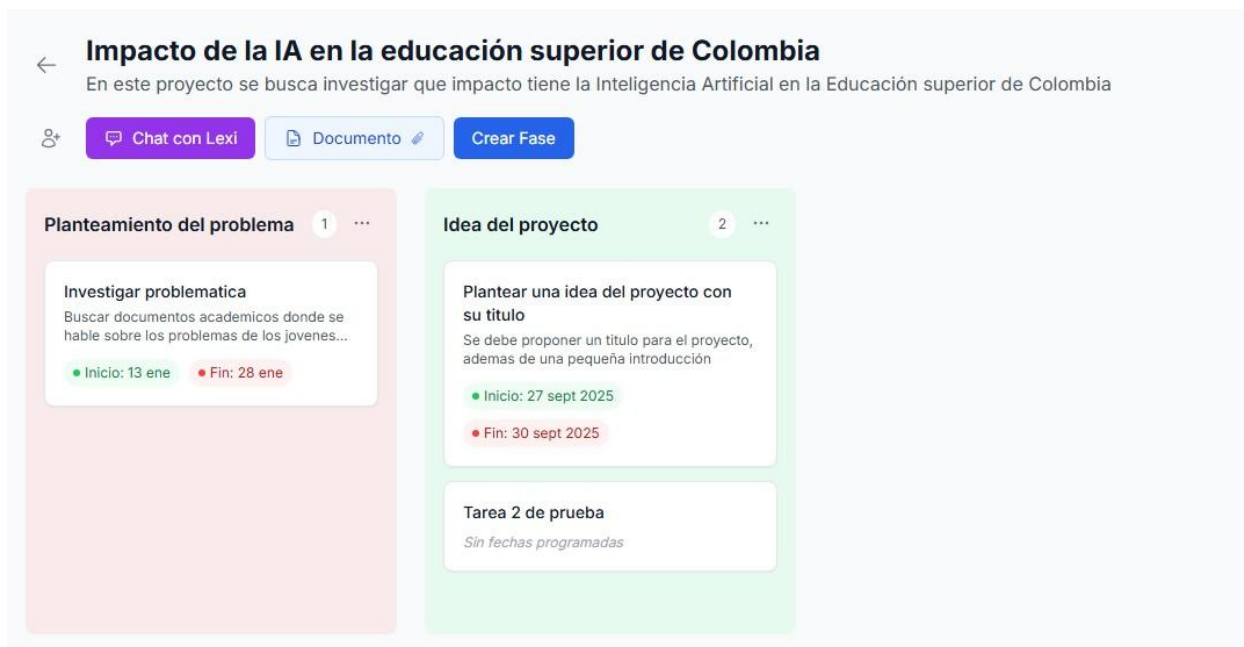 Impacto de la IA en la educación superior de Colombia
En este proyecto se busca investigar que impacto tiene la Inteligencia Artificial en la Educación superior de Colombia
Chat con Lexi
Documento
Crear Fase
Planteamiento del problema 1 ...
Investigar problematica
Buscar documentos academicos donde se
hable sobre los problemas de los jovenes...
Inicio: 13 ene
Fin: 28 ene
Idea del proyecto 2 ...
Plantear una idea del proyecto con
su titulo
Se debe proponer un titulo para el proyecto,
ademas de una pequeña introducción
Inicio: 27 sept 2025
Fin: 30 sept 2025
Tarea 2 de prueba
Sin fechas programadas